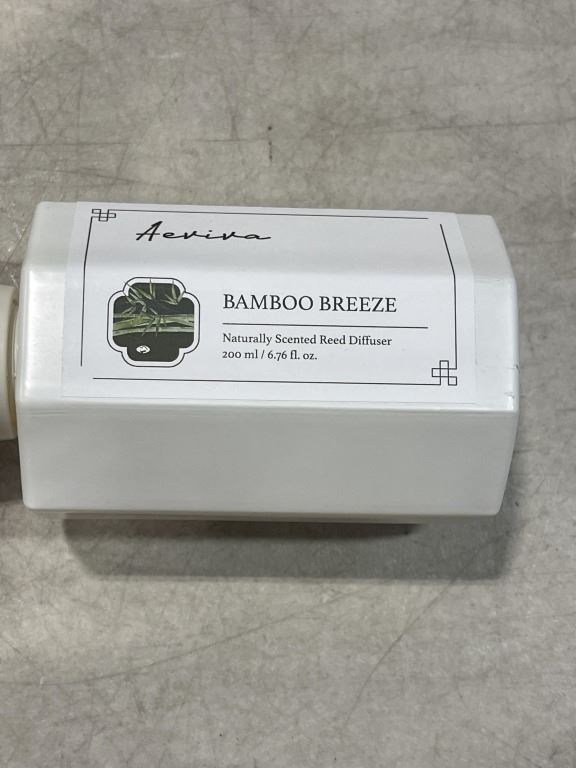 Aeviva
BAMBOO BREEZE
Naturally Scented Reed Diffuser
200 ml / 6.76 fl. oz.